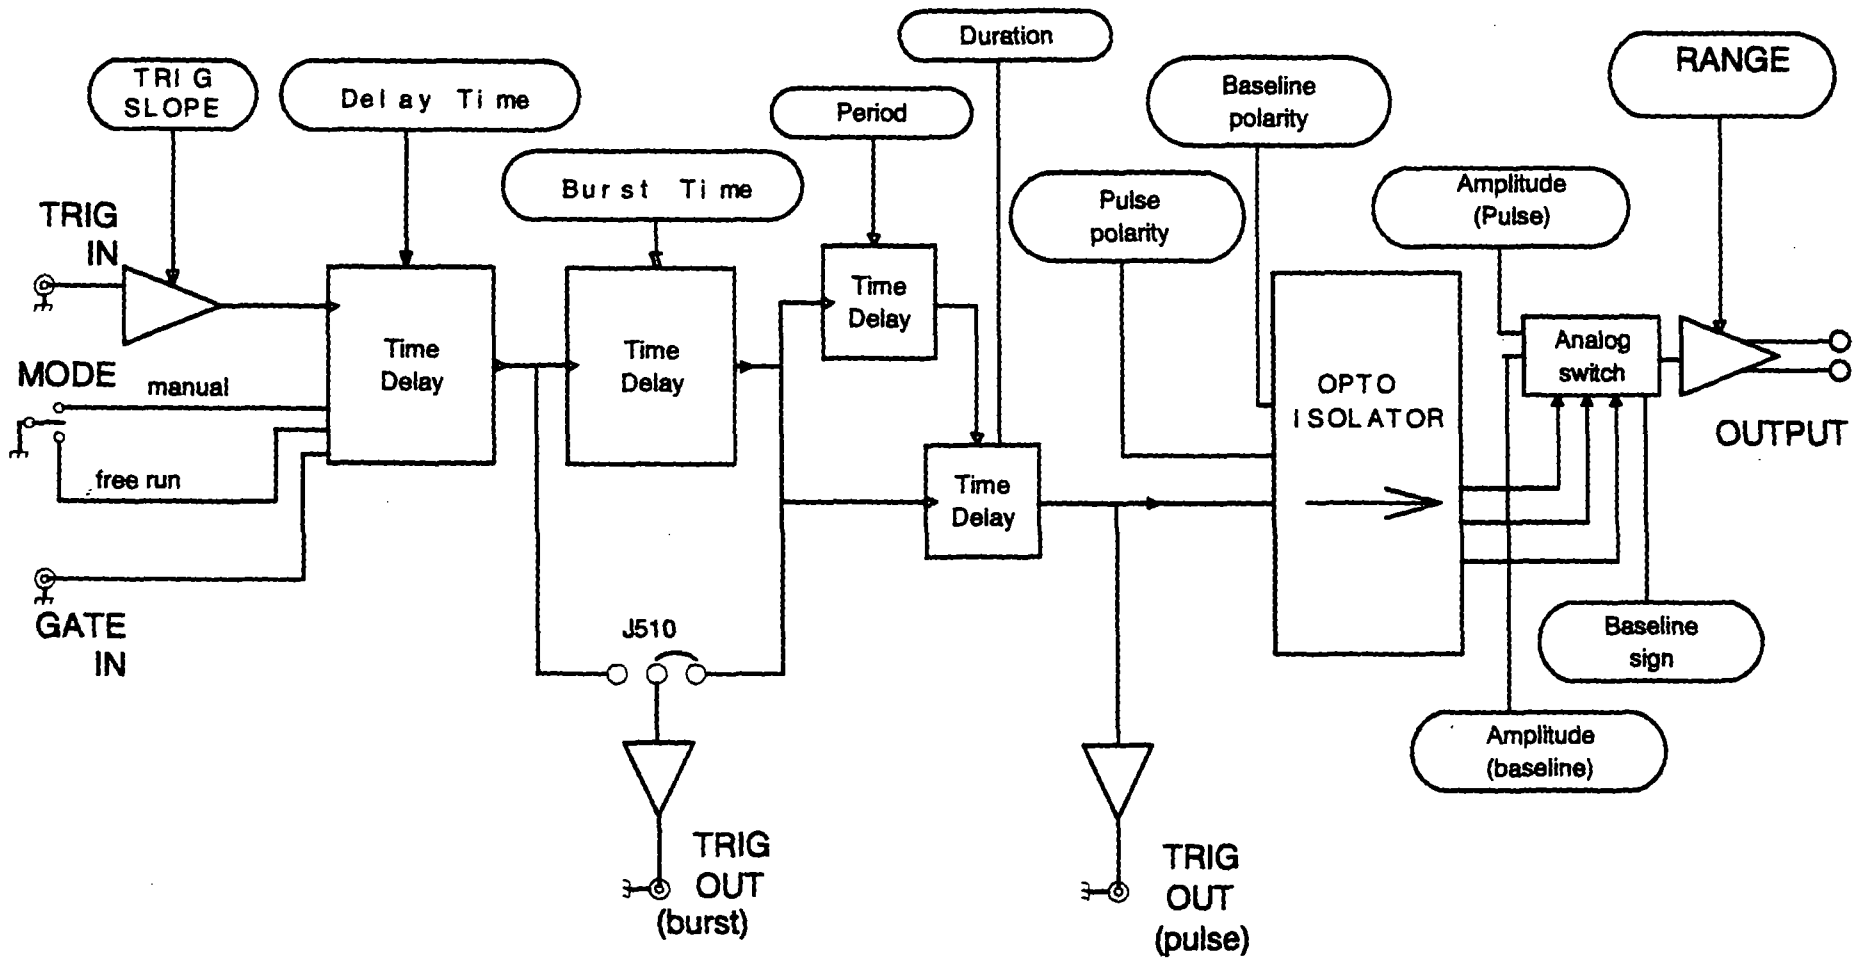 Duration
TRIG
SLOPE
Delay Time
Period
Baseline
polarity
RANGE
Burst Time
Pulse
polarity
Amplitude
(Pulse)
TRIG
IN
Time
Delay
Time
Delay
Time
Delay
Analog
switch
MODE
manual
free run
OPTO
ISOLATOR
OUTPUT
Time
Delay
GATE
IN
J510
Baseline
sign
Amplitude
(baseline)
TRIG
OUT
(burst)
TRIG
OUT
(pulse)